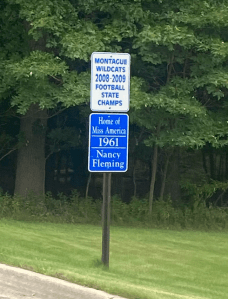 MONTAGUE
WILDCATS
2008-2009
FOOTBALL
STATE
CHAMPS
Home of
Miss America
1961
Nancy
Fleming